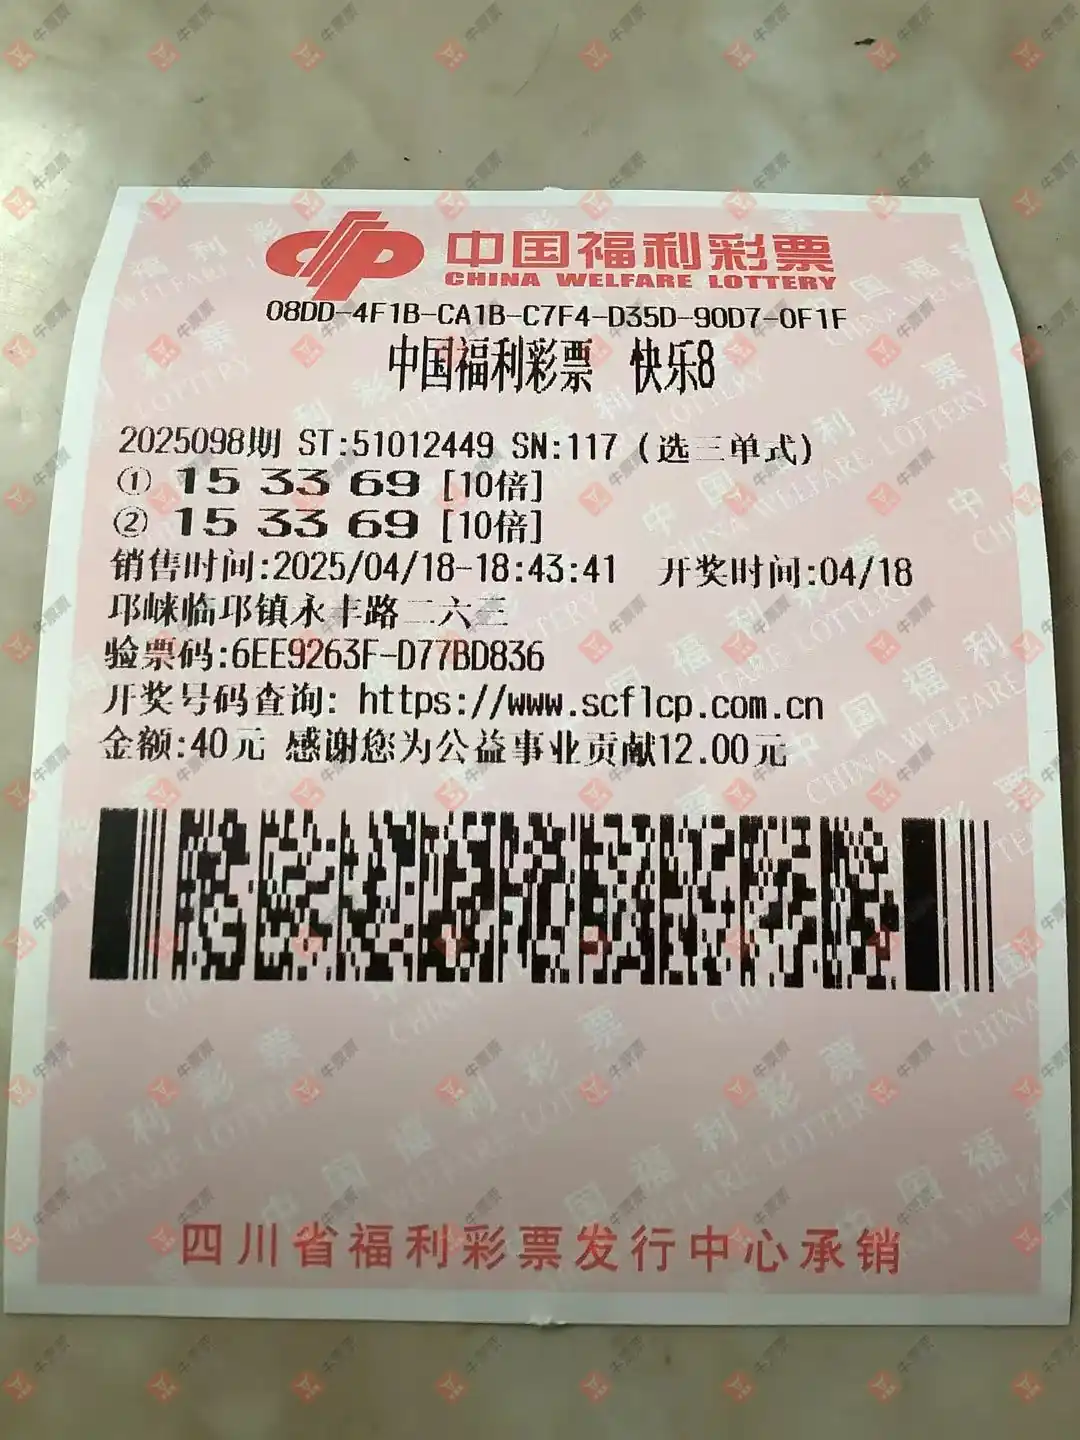 中国福利彩票
CHINA WELFARE LOTTERY
08DD-4F1B-CA1B-C7F4-D35D-90D7-0F1F
中国福利彩票 快乐8
2025098期 ST:51012449 SN:117 (选三单式)
① 15 33 69 [10倍]
② 15 33 69 [10倍]
销售时间:2025/04/18-18:43:41 开奖时间:04/18
邛崃临邛镇永丰路二六三
验票码:6EE9263F-D77BD836
开奖号码查询: https://www.scflcp.com.cn
金额:40元 感谢您为公益事业贡献12.00元
四川省福利彩票发行中心承销
牛票票